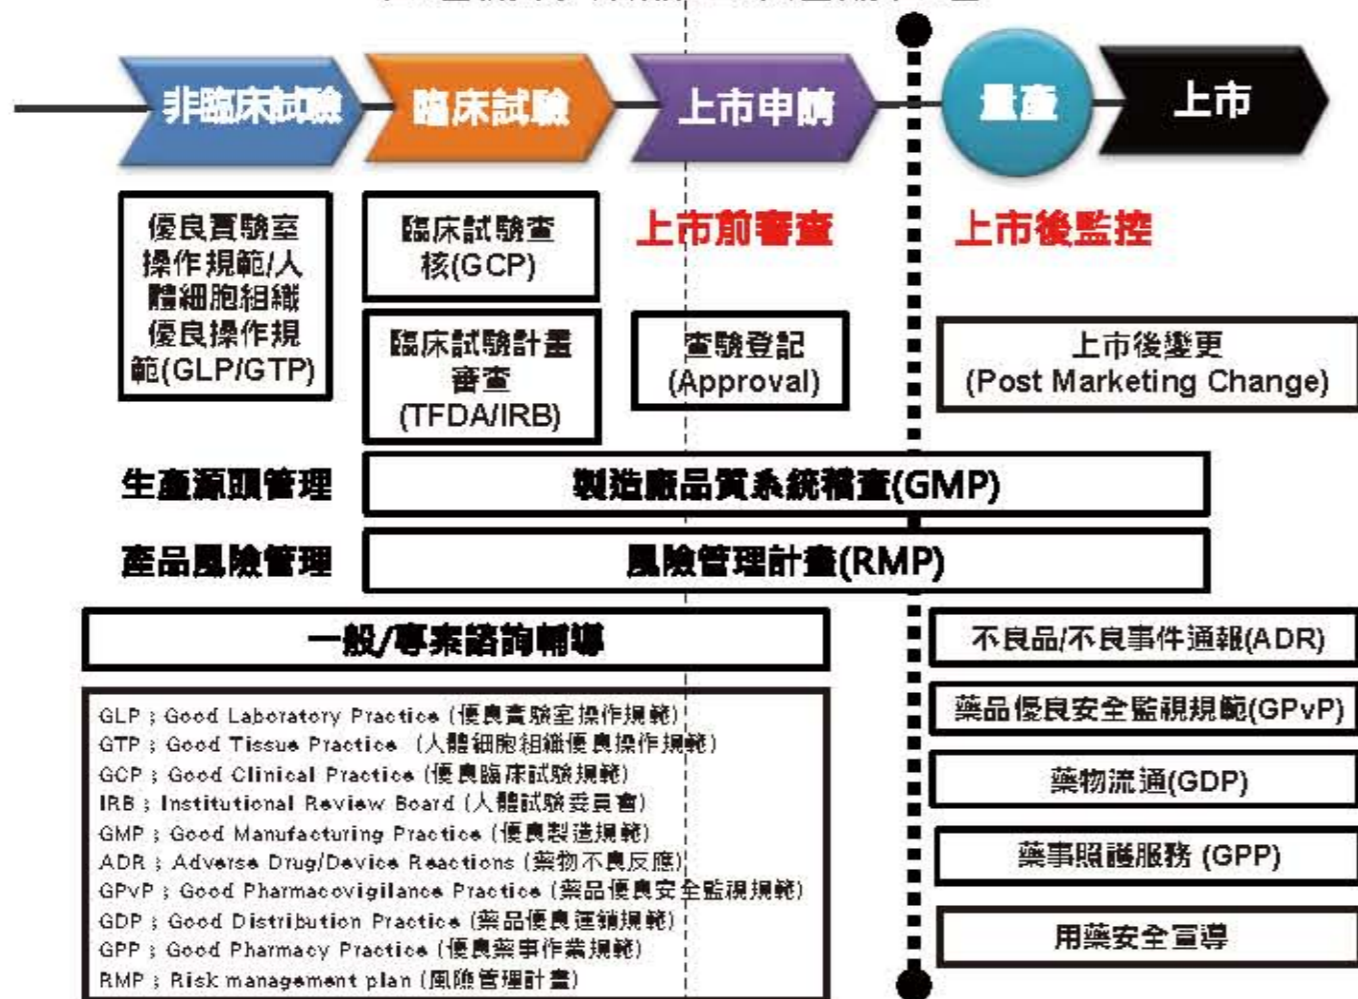 非臨床試驗
臨床試驗
上市申請
量產
上市
優良實驗室
操作規範/人
體細胞組織
優良操作規
範(GLP/GTP)
臨床試驗查
核(GCP)
臨床試驗計畫
審查
(TFDA/IRB)
上市前審查
查驗登記
(Approval)
上市後監控
上市後變更
(Post Marketing Change)
生產源頭管理
製造廠品質系統稽查(GMP)
產品風險管理
風險管理計畫(RMP)
一般/專案諮詢輔導
GLP ; Good Laboratory Practice (優良實驗室操作規範)
GTP ; Good Tissue Practice (人體細胞組織優良操作規範)
GCP ; Good Clinical Practice (優良臨床試驗規範)
IRB ; Institutional Review Board (人體試驗委員會)
GMP ; Good Manufacturing Practice (優良製造規範)
ADR ; Adverse Drug/Device Reactions (藥物不良反應)
GPvP ; Good Pharmacovigilance Practice (藥品優良安全監視規範)
GDP ; Good Distribution Practice (藥品優良運銷規範)
GPP ; Good Pharmacy Practice (優良藥事作業規範)
RMP ; Risk management plan (風險管理計畫)
不良品/不良事件通報(ADR)
藥品優良安全監視規範(GPvP)
藥物流通(GDP)
藥事照護服務 (GPP)
用藥安全宣導